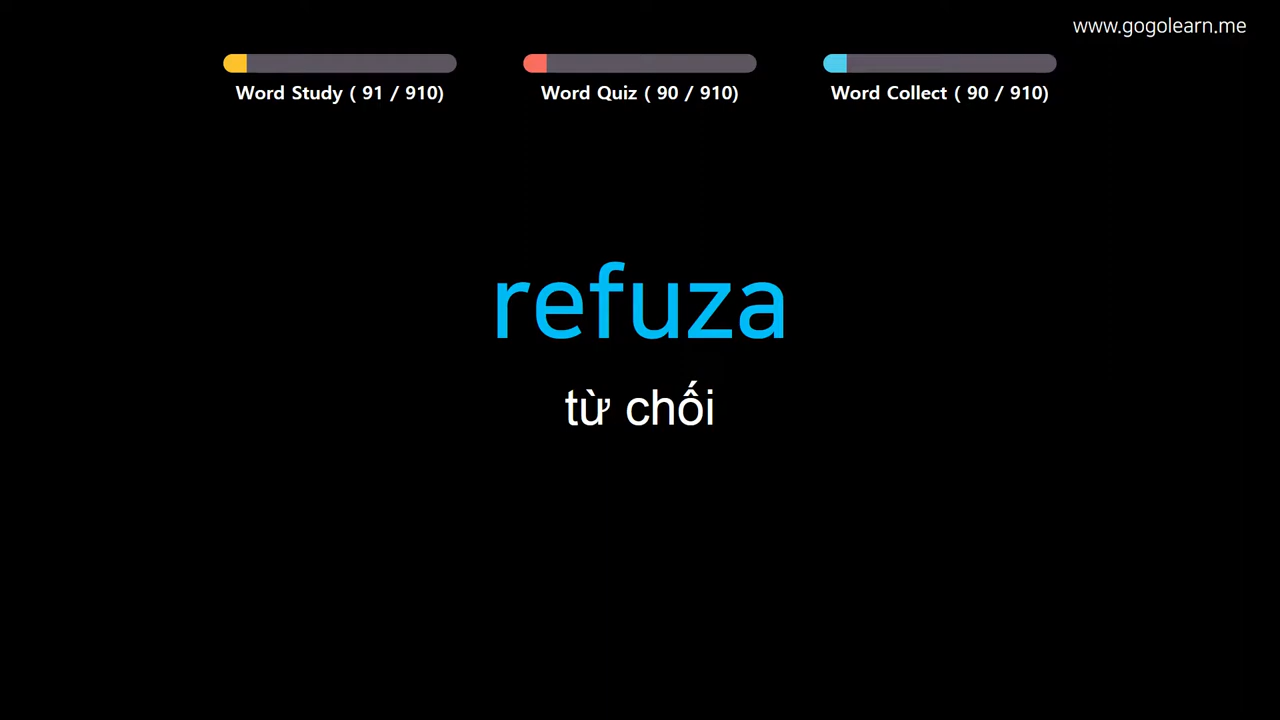 www.gogolearn.me
Word Study ( 91 / 910)
Word Quiz ( 90 / 910)
Word Collect ( 90 / 910)
refuza
từ chối